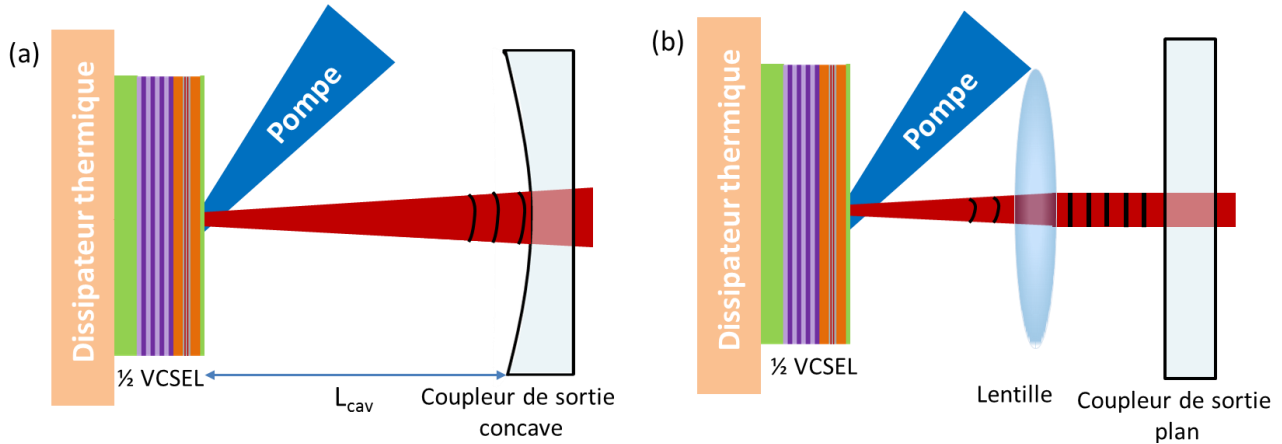 (a)
Dissipateur thermique
Pompe
½ VCSEL
L_cav
Coupleur de sortie
concave
(b)
Dissipateur thermique
Pompe
½ VCSEL
Lentille
Coupleur de sortie
plan